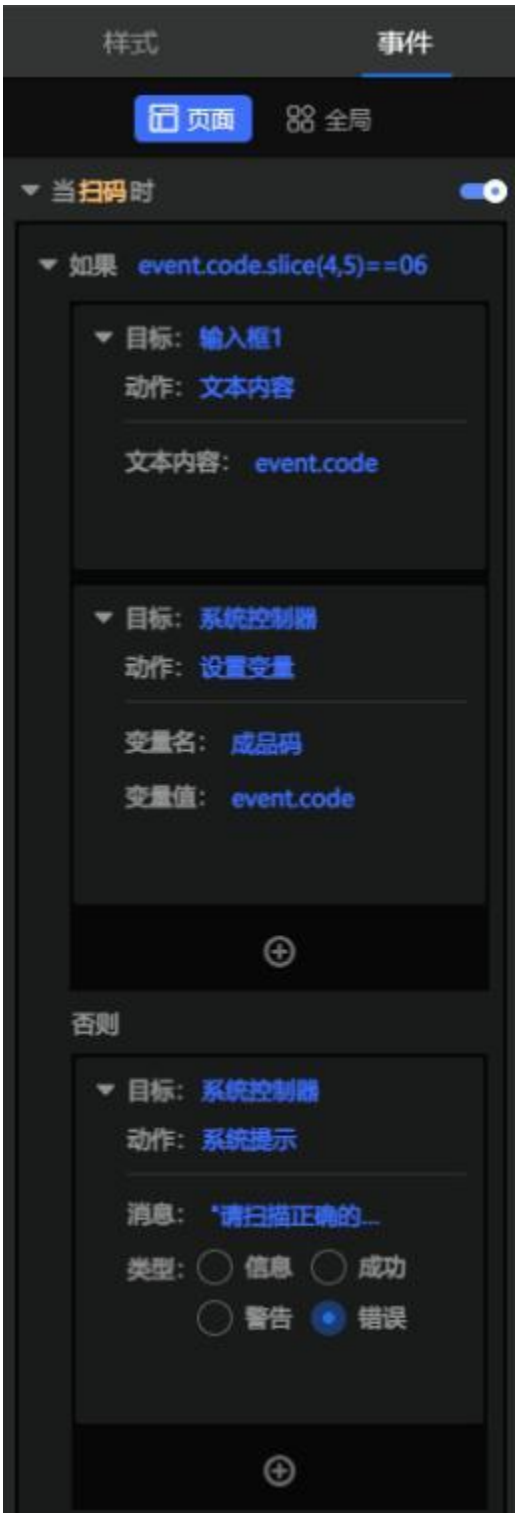 样式 事件
页面 全局
当扫码时
如果 event.code.slice(4,5)==06
目标：输入框1
动作：文本内容
文本内容： event.code
目标：系统控制器
动作：设置变量
变量名： 成品码
变量值： event.code
否则
目标：系统控制器
动作：系统提示
消息： "请扫描正确的...
类型： 信息 成功
警告 错误